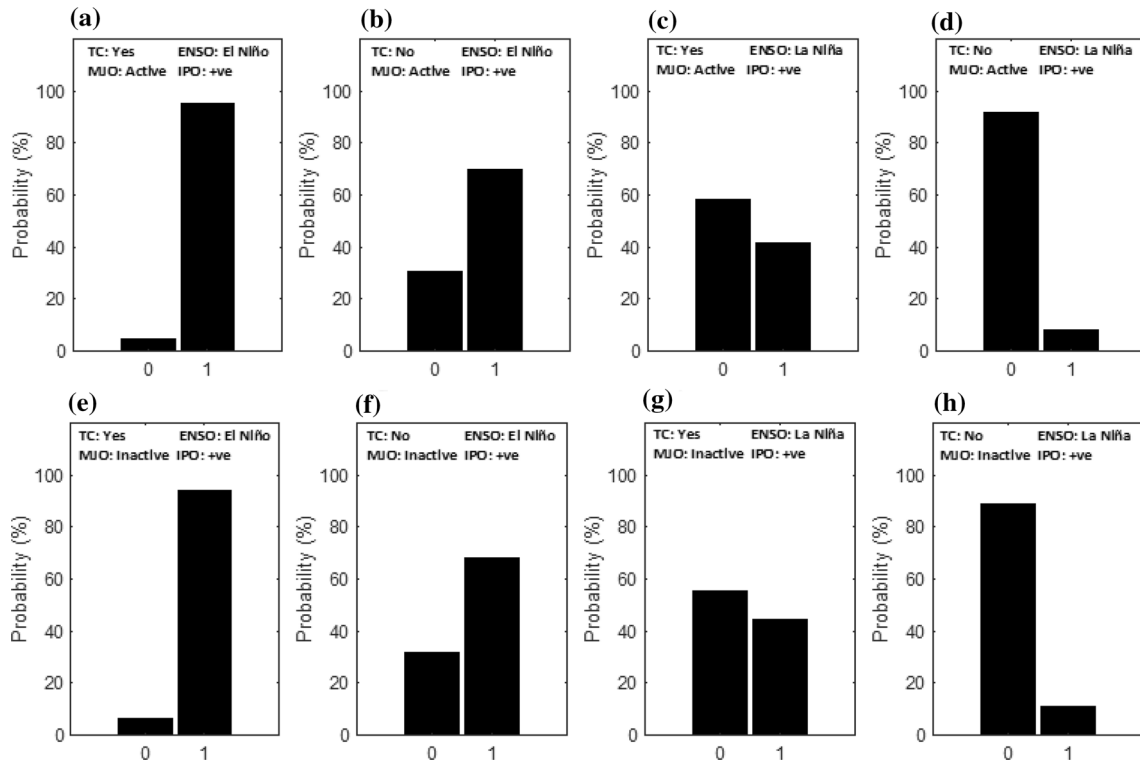 (a)
TC: Yes ENSO: El Niño
MJO: Active IPO: +ve
Probability (%)
100
80
60
40
20
0
0 1
(b)
TC: No ENSO: El Niño
MJO: Active IPO: +ve
Probability (%)
100
80
60
40
20
0
0 1
(c)
TC: Yes ENSO: La Niña
MJO: Active IPO: +ve
Probability (%)
100
80
60
40
20
0
0 1
(d)
TC: No ENSO: La Niña
MJO: Active IPO: +ve
Probability (%)
100
80
60
40
20
0
0 1
(e)
TC: Yes ENSO: El Niño
MJO: Inactive IPO: +ve
Probability (%)
100
80
60
40
20
0
0 1
(f)
TC: No ENSO: El Niño
MJO: Inactive IPO: +ve
Probability (%)
100
80
60
40
20
0
0 1
(g)
TC: Yes ENSO: La Niña
MJO: Inactive IPO: +ve
Probability (%)
100
80
60
40
20
0
0 1
(h)
TC: No ENSO: La Niña
MJO: Inactive IPO: +ve
Probability (%)
100
80
60
40
20
0
0 1